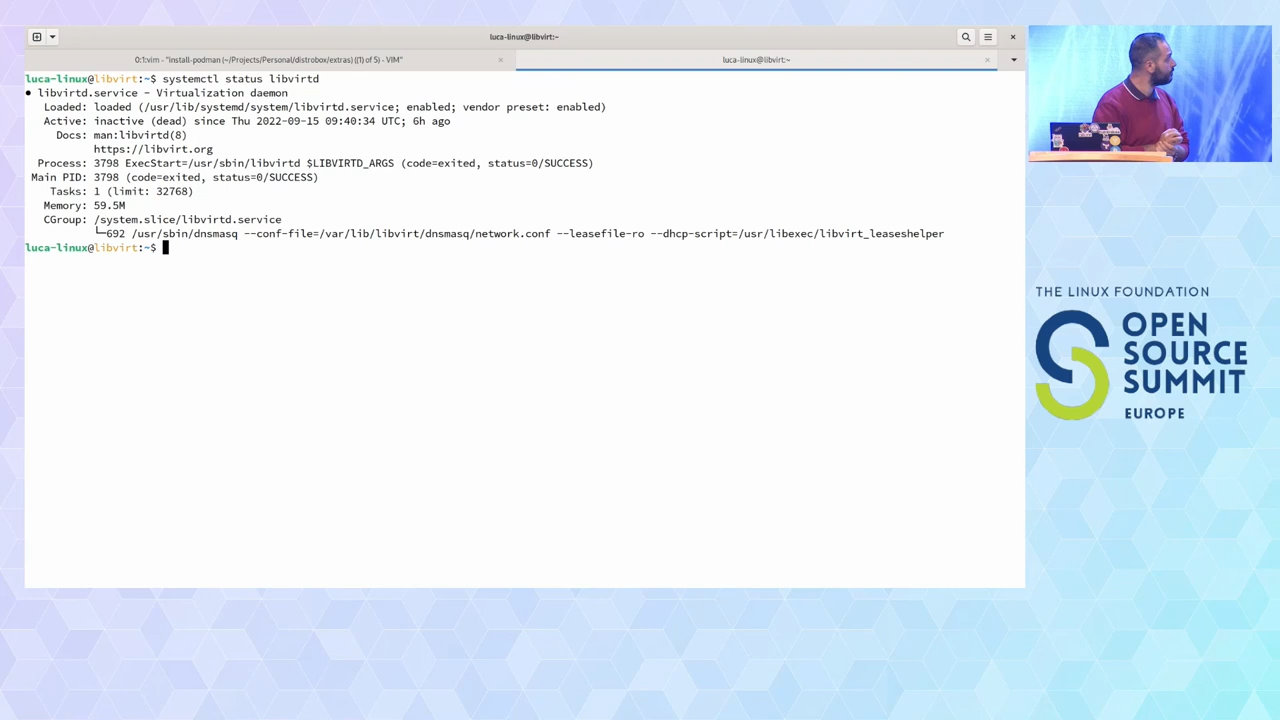 luca-linux@libvirt:~
0:1:vim - "install-podman (~/Projects/Personal/distrobox/extras) ((1) of 5) - VIM"
luca-linux@libvirt:~
luca-linux@libvirt:~$ systemctl status libvirtd
● libvirtd.service - Virtualization daemon
Loaded: loaded (/usr/lib/systemd/system/libvirtd.service; enabled; vendor preset: enabled)
Active: inactive (dead) since Thu 2022-09-15 09:40:34 UTC; 6h ago
Docs: man:libvirtd(8)
https://libvirt.org
Process: 3798 ExecStart=/usr/sbin/libvirtd $LIBVIRTD_ARGS (code=exited, status=0/SUCCESS)
Main PID: 3798 (code=exited, status=0/SUCCESS)
Tasks: 1 (limit: 32768)
Memory: 59.5M
CGroup: /system.slice/libvirtd.service
└─692 /usr/sbin/dnsmasq --conf-file=/var/lib/libvirt/dnsmasq/network.conf --leasefile-ro --dhcp-script=/usr/libexec/libvirt_leaseshelper
luca-linux@libvirt:~$
THE LINUX FOUNDATION
OPEN
SOURCE
SUMMIT
EUROPE